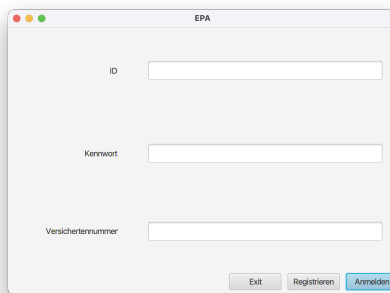 EPA
ID
Kennwort
Versichertennummer
Exit Registrieren Anmelden